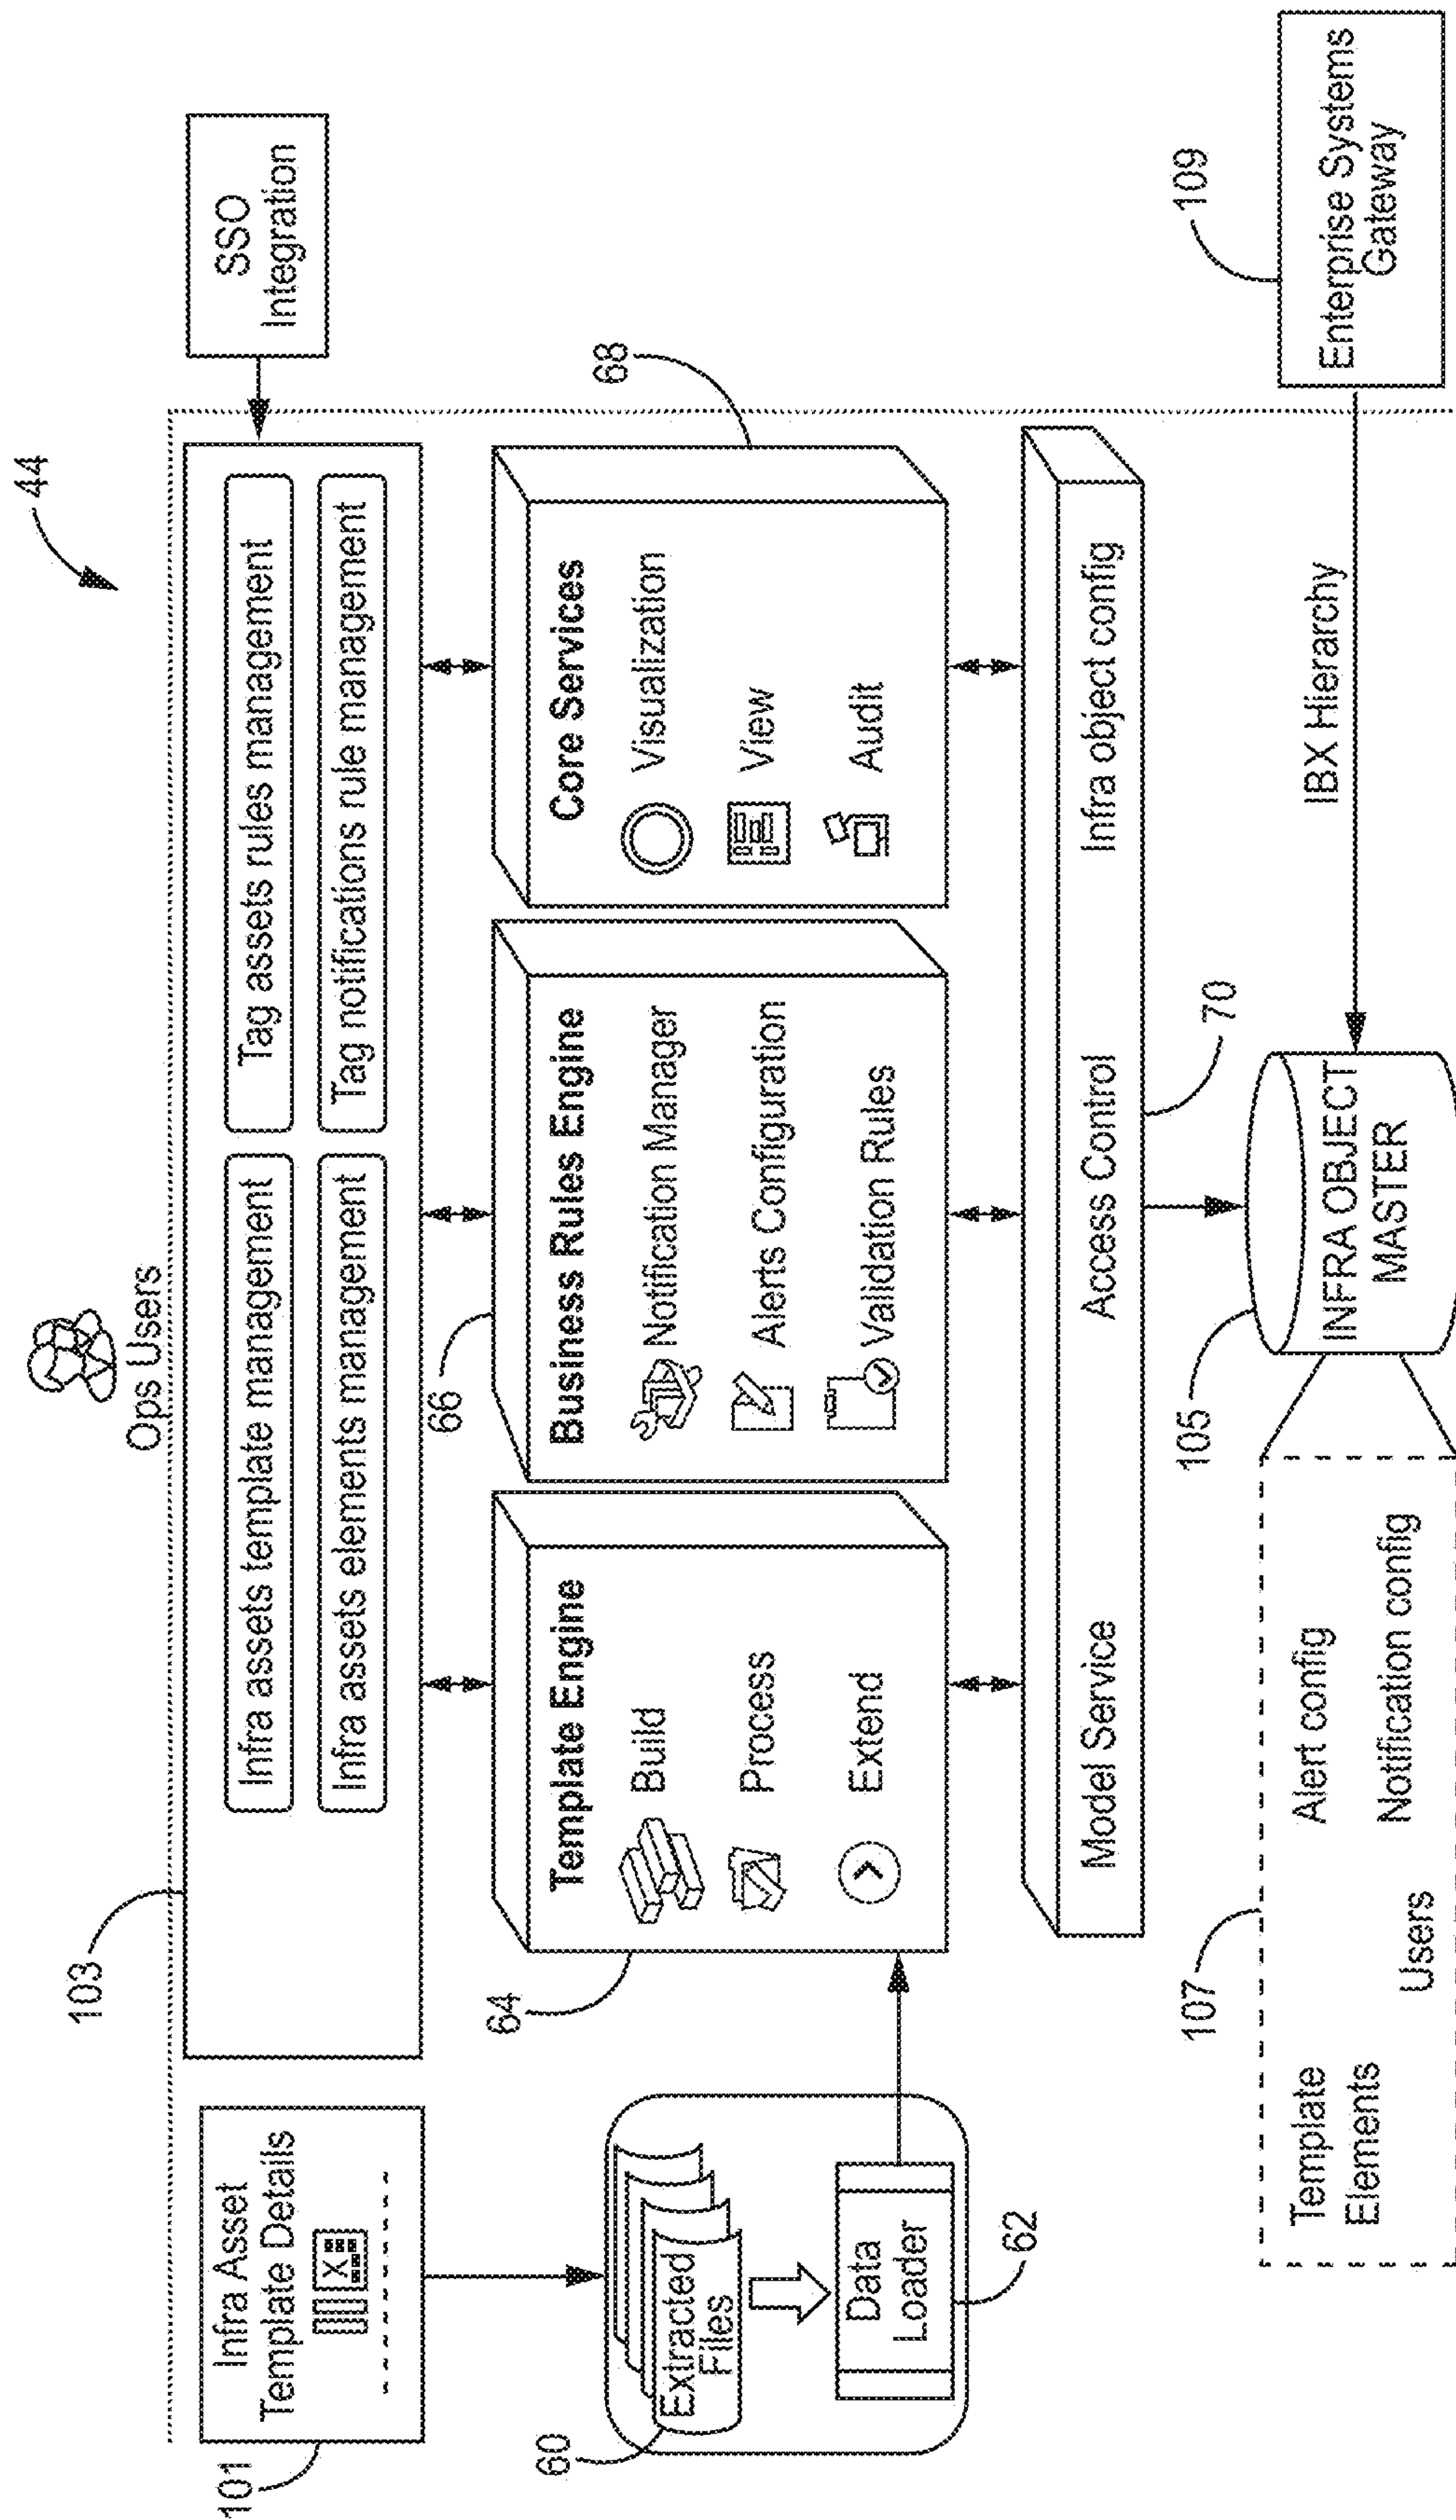 Ops Users
44
103
Infra assets template management
Tag assets rules management
Infra assets elements management
Tag notifications rule management
SSO
Integration
101
Infra Asset
Template Details
X
60
Extracted
Files
Data
Loader
62
64
Template Engine
Build
Process
Extend
66
Business Rules Engine
Notification Manager
Alerts Configuration
Validation Rules
68
Core Services
Visualization
View
Audit
Model Service
Access Control
Infra object config
70
105
INFRA OBJECT
MASTER
IBX Hierarchy
109
Enterprise Systems
Gateway
107
Template
Elements
Alert config
Users
Notification config